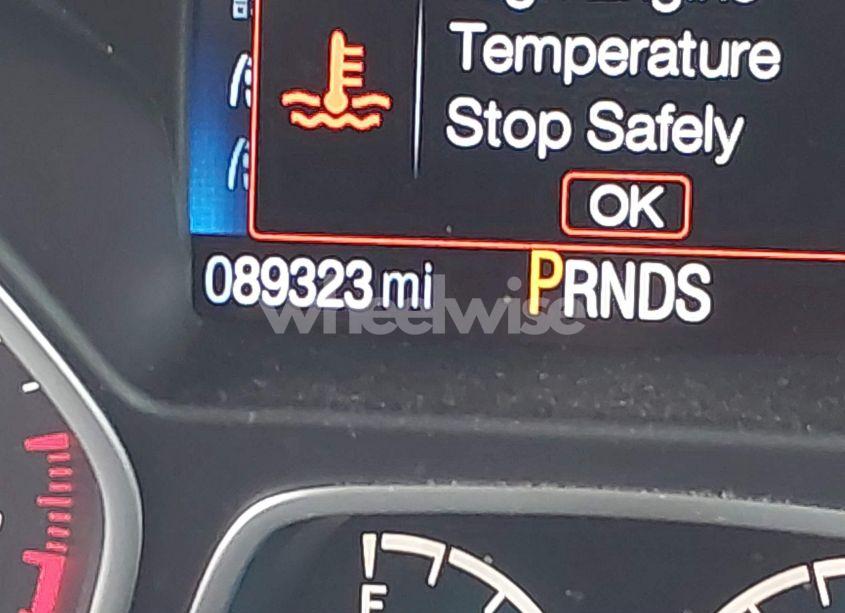 Temperature
Stop Safely
OK
089323 mi PRNDS
wheelwise
F